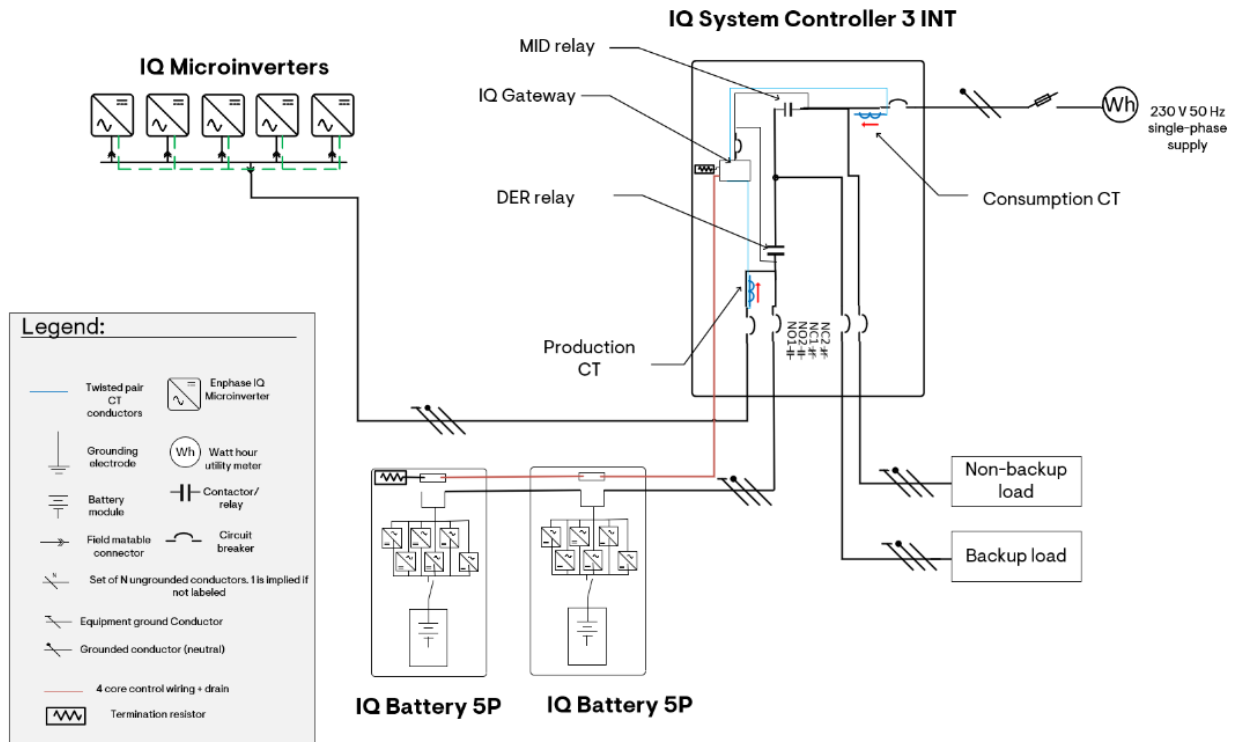 IQ System Controller 3 INT
MID relay
IQ Microinverters
IQ Gateway
Wh
230 V 50 Hz
single-phase
supply
DER relay
Consumption CT
Production
CT
NO1
NO2
NC1
NC2
Legend:
Twisted pair
CT
conductors
Enphase IQ
Microinverter
Grounding
electrode
Wh
Watt hour
utility meter
Battery
module
Contactor/
relay
Field matable
connector
Circuit
breaker
N
Set of N ungrounded conductors. 1 is implied if
not labeled
Equipment ground Conductor
Grounded conductor (neutral)
4 core control wiring + drain
Termination resistor
Non-backup
load
Backup load
IQ Battery 5P
IQ Battery 5P